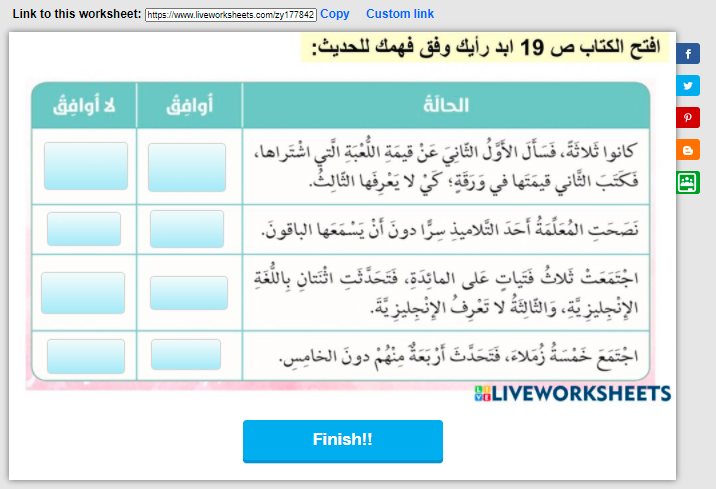 Link to this worksheet: https://www.liveworksheets.com/zy177842 Copy Custom link
افتح الكتاب ص 19 ابد رأيك وفق فهمك للحديث:
الحالَةُ أُوافِقُ لا أُوافِقُ
كانوا ثَلاثَةً، فَسَأَلَ الأَوَّلُ الثّانِيَ عَنْ قيمَةِ اللُّعْبَةِ الَّتي اشْتَراها،
فَكَتَبَ الثّاني قيمَتَها في وَرَقَةٍ؛ كَيْ لا يَعْرِفَها الثّالِثُ.
نَصَحَتِ المُعَلِّمَةُ أَحَدَ التَّلاميذِ سِرًّا دونَ أَنْ يَسْمَعَها الباقونَ.
اجْتَمَعَتْ ثَلاثُ فَتَياتٍ عَلى المائِدَةِ، فَتَحَدَّثَتِ اثْنَتانِ بِاللُّغَةِ
الإِنْجِليزِيَّةِ، وَالثّالِثَةُ لا تَعْرِفُ الإِنْجِليزِيَّةَ.
اجْتَمَعَ خَمْسَةُ زُمَلاءَ، فَتَحَدَّثَ أَرْبَعَةٌ مِنْهُمْ دونَ الخامِسِ.
LIVEWORKSHEETS
Finish!!